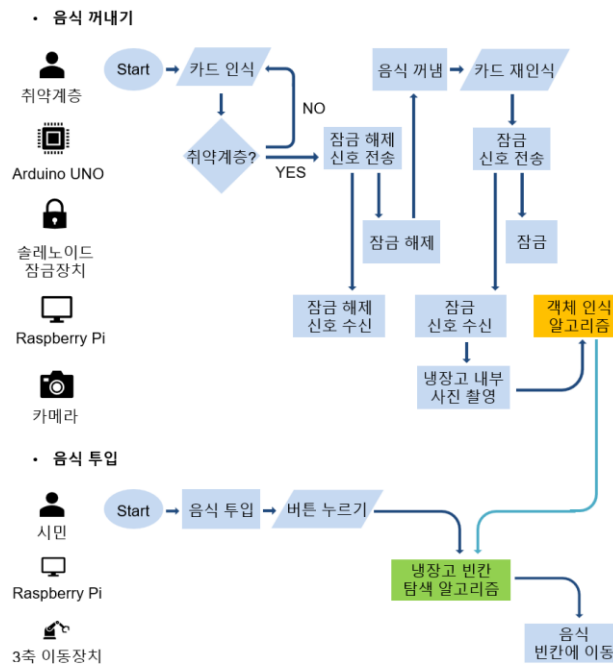 • 음식 꺼내기
취약계층
Start
카드 인식
음식 꺼냄
카드 재인식
NO
Arduino UNO
취약계층?
YES
잠금 해제
신호 전송
잠금
신호 전송
솔레노이드
잠금장치
잠금 해제
잠금
Raspberry Pi
잠금 해제
신호 수신
잠금
신호 수신
객체 인식
알고리즘
카메라
냉장고 내부
사진 촬영
• 음식 투입
시민
Start
음식 투입
버튼 누르기
Raspberry Pi
냉장고 빈칸
탐색 알고리즘
3축 이동장치
음식
빈칸에 이동